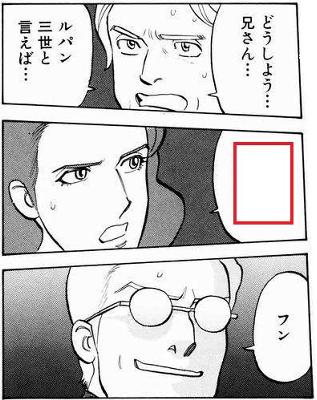 どうしよう…
兄さん…
ルパン
三世と
言えば…
フン